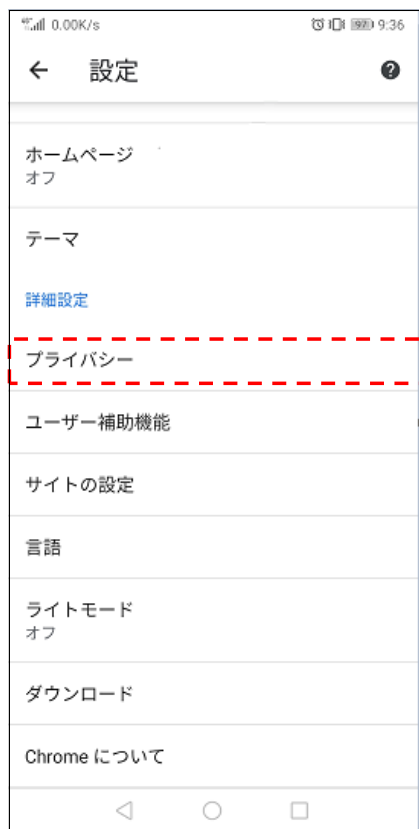 0.00K/s 97 9:36
設定
ホームページ
オフ
テーマ
詳細設定
プライバシー
ユーザー補助機能
サイトの設定
言語
ライトモード
オフ
ダウンロード
Chrome について